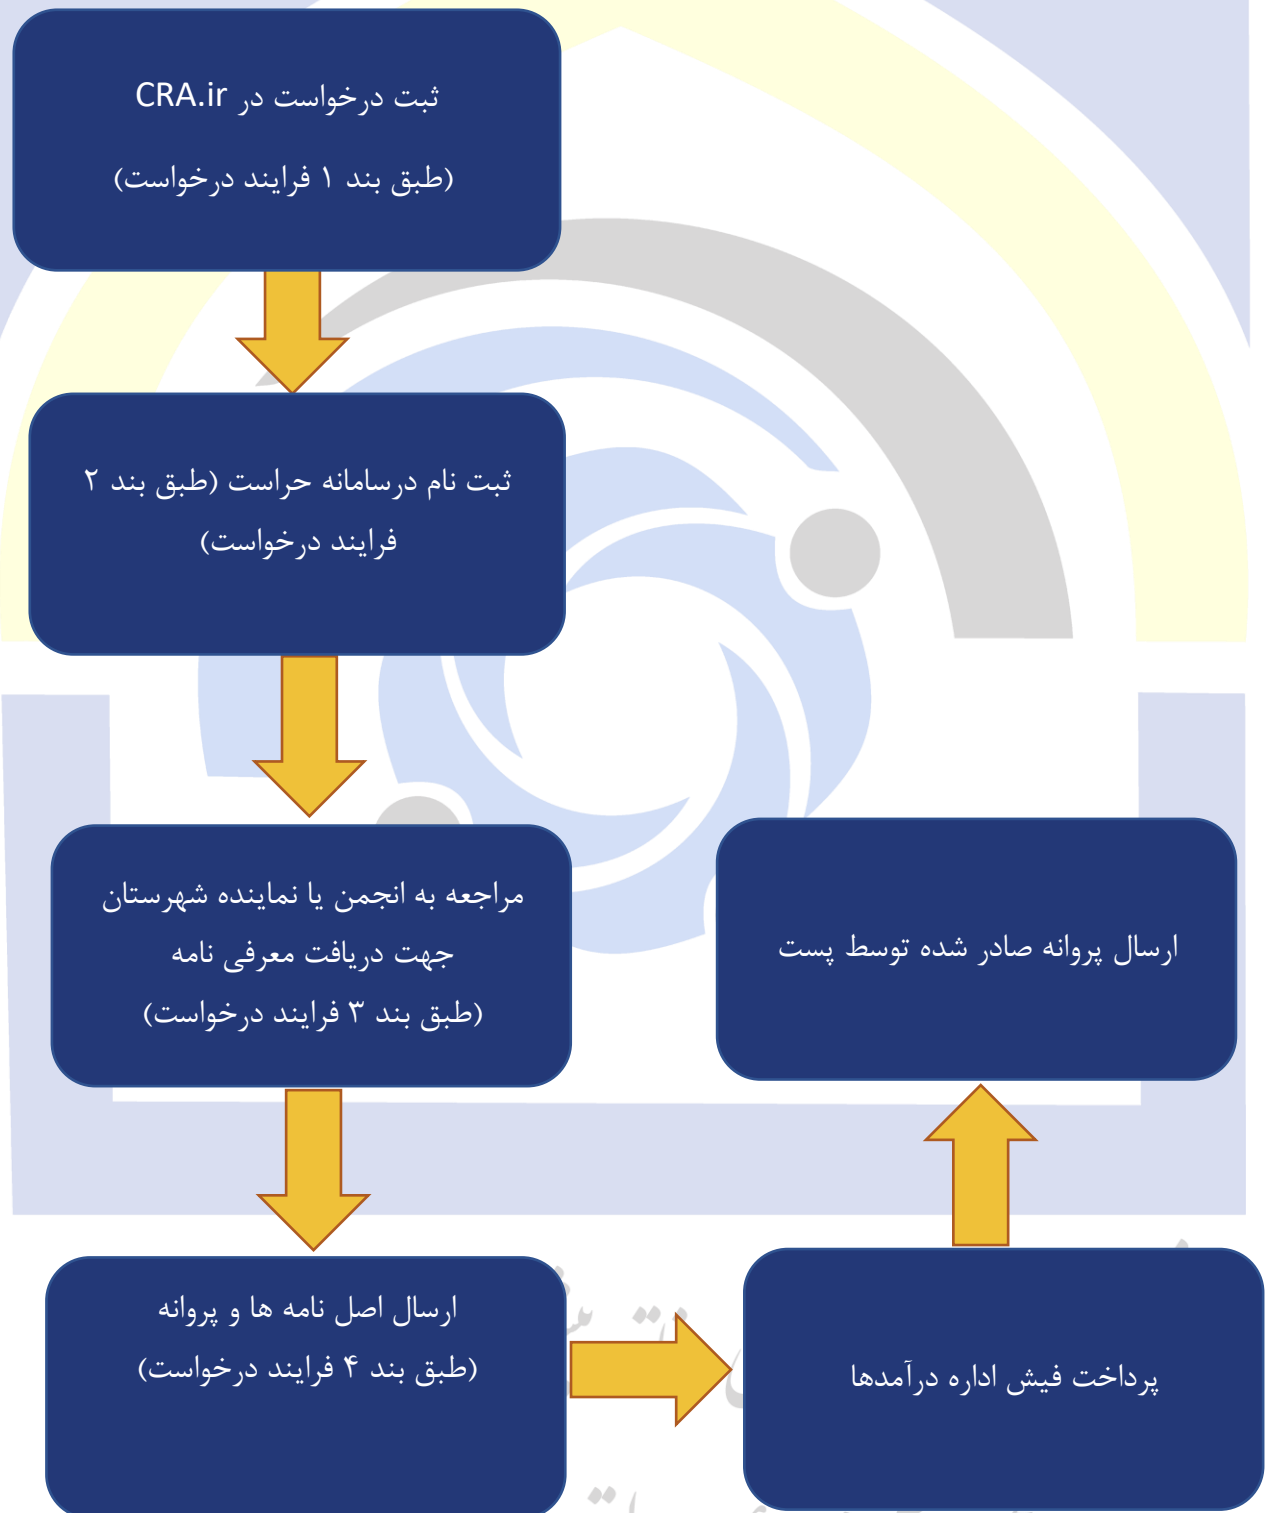 ثبت درخواست در CRA.ir
(طبق بند ۱ فرایند درخواست)
ثبت نام درسامانه حراست (طبق بند ۲
فرایند درخواست)
مراجعه به انجمن یا نماینده شهرستان
جهت دریافت معرفی نامه
(طبق بند ۳ فرایند درخواست)
ارسال اصل نامه ها و پروانه
(طبق بند ۴ فرایند درخواست)
پرداخت فیش اداره درآمدها
ارسال پروانه صادر شده توسط پست